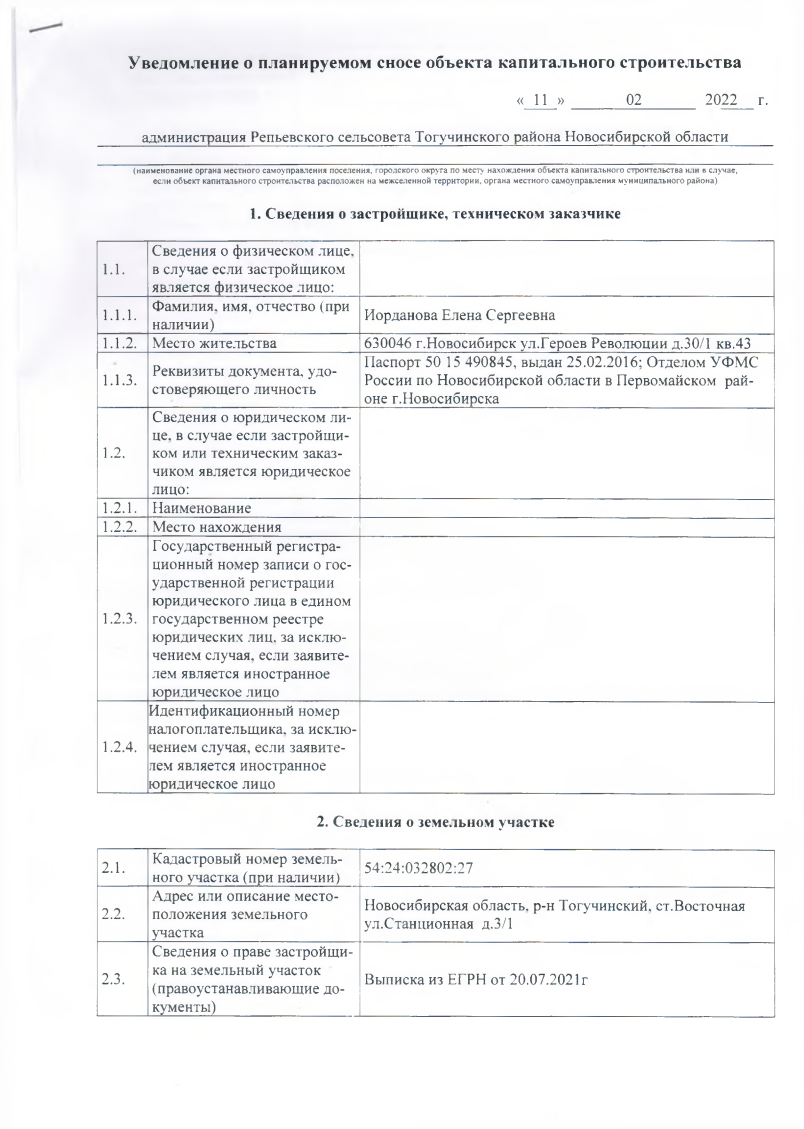 Уведомление о планируемом сносе объекта капитального строительства
« 11 » 02 2022 г.
администрация Репьевского сельсовета Тогучинского района Новосибирской области
(наименование органа местного самоуправления поселения, городского округа по месту нахождения объекта капитального строительства или в случае,
если объект капитального строительства расположен на межселенной территории, органа местного самоуправления муниципального района)
1. Сведения о застройщике, техническом заказчике
1.1.
Сведения о физическом лице,
в случае если застройщиком
является физическое лицо:
1.1.1.
Фамилия, имя, отчество (при
наличии)
Иорданова Елена Сергеевна
1.1.2.
Место жительства
630046 г.Новосибирск ул.Героев Революции д.30/1 кв.43
1.1.3.
Реквизиты документа, удо-
стоверяющего личность
Паспорт 50 15 490845, выдан 25.02.2016; Отделом УФМС
России по Новосибирской области в Первомайском рай-
оне г.Новосибирска
1.2.
Сведения о юридическом ли-
це, в случае если застройщи-
ком или техническим заказ-
чиком является юридическое
лицо:
1.2.1.
Наименование
1.2.2.
Место нахождения
1.2.3.
Государственный регистра-
ционный номер записи о гос-
ударственной регистрации
юридического лица в едином
государственном реестре
юридических лиц, за исклю-
чением случая, если заявите-
лем является иностранное
юридическое лицо
1.2.4.
Идентификационный номер
налогоплательщика, за исклю-
чением случая, если заявите-
лем является иностранное
юридическое лицо
2. Сведения о земельном участке
2.1.
Кадастровый номер земель-
ного участка (при наличии)
54:24:032802:27
2.2.
Адрес или описание место-
положения земельного
участка
Новосибирская область, р-н Тогучинский, ст.Восточная
ул.Станционная д.3/1
2.3.
Сведения о праве застройщи-
ка на земельный участок
(правоустанавливающие до-
кументы)
Выписка из ЕГРН от 20.07.2021г